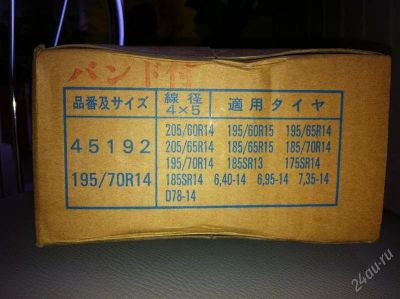 バンド付
品番及サイズ 線径 4×5 適用タイヤ
45192
195/70R14
205/60R14 195/60R15 195/65R14
205/65R14 185/65R15 185/70R14
195/70R14 185SR13 175SR14
185SR14 6,40-14 6,95-14 7,35-14
D78-14
24au.ru